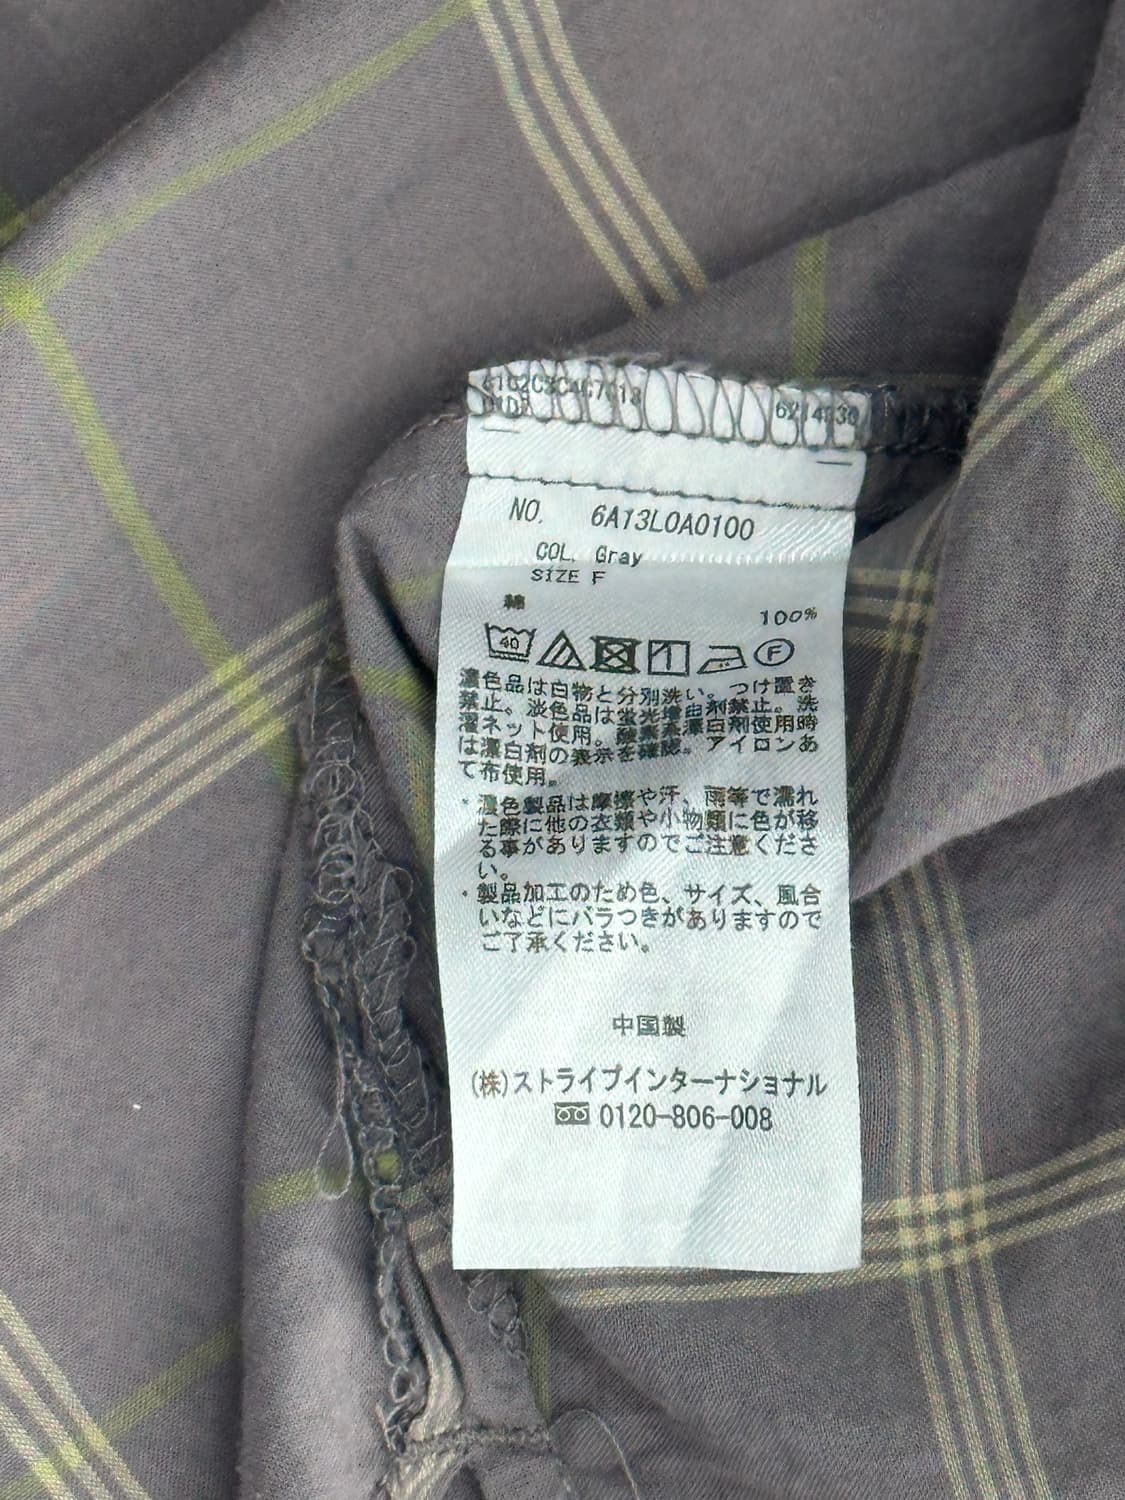 NO. 6A13L0A0100
COL. Gray
SIZE F
綿 100%
40
F
濃色品は白物と分別洗い。つけ置き
禁止。淡色品は蛍光増白剤禁止。洗
濯ネット使用。酸素系漂白剤使用時
は漂白剤の表示を確認。アイロンあ
て布使用。
・濃色製品は摩擦や汗、雨等で濡れ
た際に他の衣類や小物類に色が移
る事がありますのでご注意くださ
い。
・製品加工のため色、サイズ、風合
いなどにバラつきがありますので
ご了承ください。
中国製
(株)ストライプインターナショナル
0120-806-008